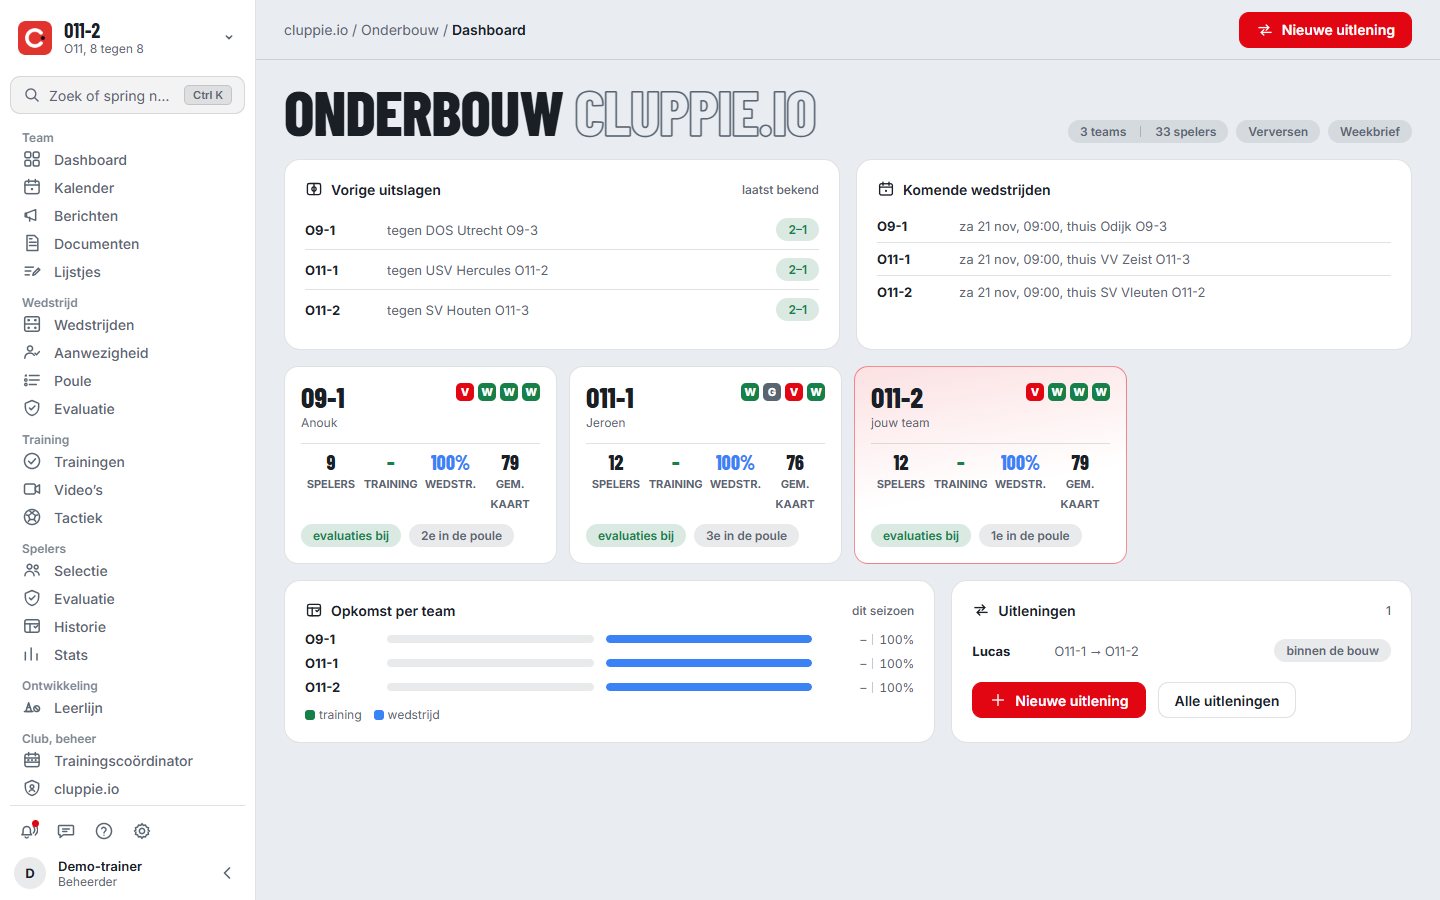 O11-2
O11, 8 tegen 8
Zoek of spring n...
Ctrl K
Team
Dashboard
Kalender
Berichten
Documenten
Lijstjes
Wedstrijd
Wedstrijden
Aanwezigheid
Poule
Evaluatie
Training
Trainingen
Video's
Tactiek
Spelers
Selectie
Evaluatie
Historie
Stats
Ontwikkeling
Leerlijn
Club, beheer
Trainingscoördinator
cluppie.io
D
Demo-trainer
Beheerder
cluppie.io / Onderbouw / Dashboard
Nieuwe uitlening
ONDERBOUW CLUPPIE.IO
3 teams | 33 spelers
Verversen
Weekbrief
Vorige uitslagen laatst bekend
O9-1 tegen DOS Utrecht O9-3 2–1
O11-1 tegen USV Hercules O11-2 2–1
O11-2 tegen SV Houten O11-3 2–1
Komende wedstrijden
O9-1 za 21 nov, 09:00, thuis Odijk O9-3
O11-1 za 21 nov, 09:00, thuis VV Zeist O11-3
O11-2 za 21 nov, 09:00, thuis SV Vleuten O11-2
O9-1 V W W W
Anouk
9 – 100% 79
SPELERS TRAINING WEDSTR. GEM. KAART
evaluaties bij 2e in de poule
O11-1 W G V W
Jeroen
12 – 100% 76
SPELERS TRAINING WEDSTR. GEM. KAART
evaluaties bij 3e in de poule
O11-2 V W W W
jouw team
12 – 100% 79
SPELERS TRAINING WEDSTR. GEM. KAART
evaluaties bij 1e in de poule
Opkomst per team dit seizoen
O9-1 – | 100%
O11-1 – | 100%
O11-2 – | 100%
training wedstrijd
Uitleningen 1
Lucas O11-1 → O11-2 binnen de bouw
Nieuwe uitlening
Alle uitleningen